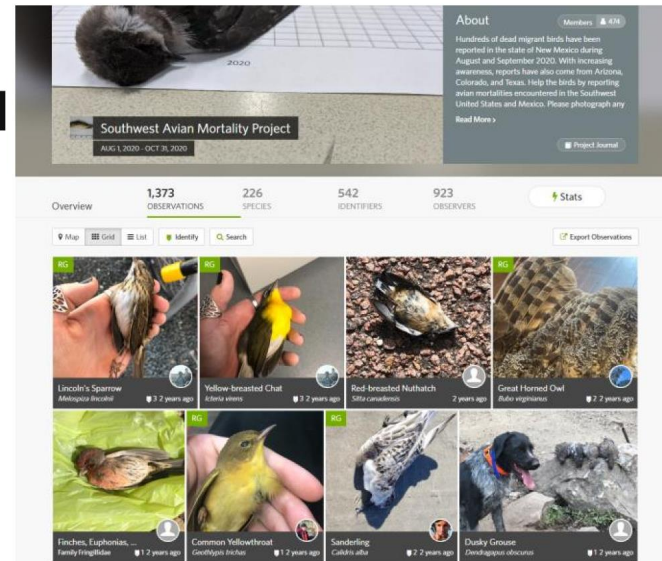 2020
Southwest Avian Mortality Project
AUG 1, 2020 - OCT 31, 2020
About
Members 474
Hundreds of dead migrant birds have been
reported in the state of New Mexico during
August and September 2020. With increasing
awareness, reports have also come from Arizona,
Colorado, and Texas. Help the birds by reporting
avian mortalities encountered in the Southwest
United States and Mexico. Please photograph any
Read More >
Project Journal
Overview
1,373
OBSERVATIONS
226
SPECIES
542
IDENTIFIERS
923
OBSERVERS
Stats
Map Grid List Identify Search
Export Observations
RG
Lincoln's Sparrow
Melospiza lincolnii 3 2 years ago
RG
Yellow-breasted Chat
Icteria virens 3 2 years ago
Red-breasted Nuthatch
Sitta canadensis 2 years ago
RG
Great Horned Owl
Bubo virginianus 2 2 years ago
Finches, Euphonias, ...
Family Fringillidae 1 2 years ago
RG
Common Yellowthroat
Geothlypis trichas 1 2 years ago
RG
Sanderling
Calidris alba 2 2 years ago
Dusky Grouse
Dendragapus obscurus 1 2 years ago